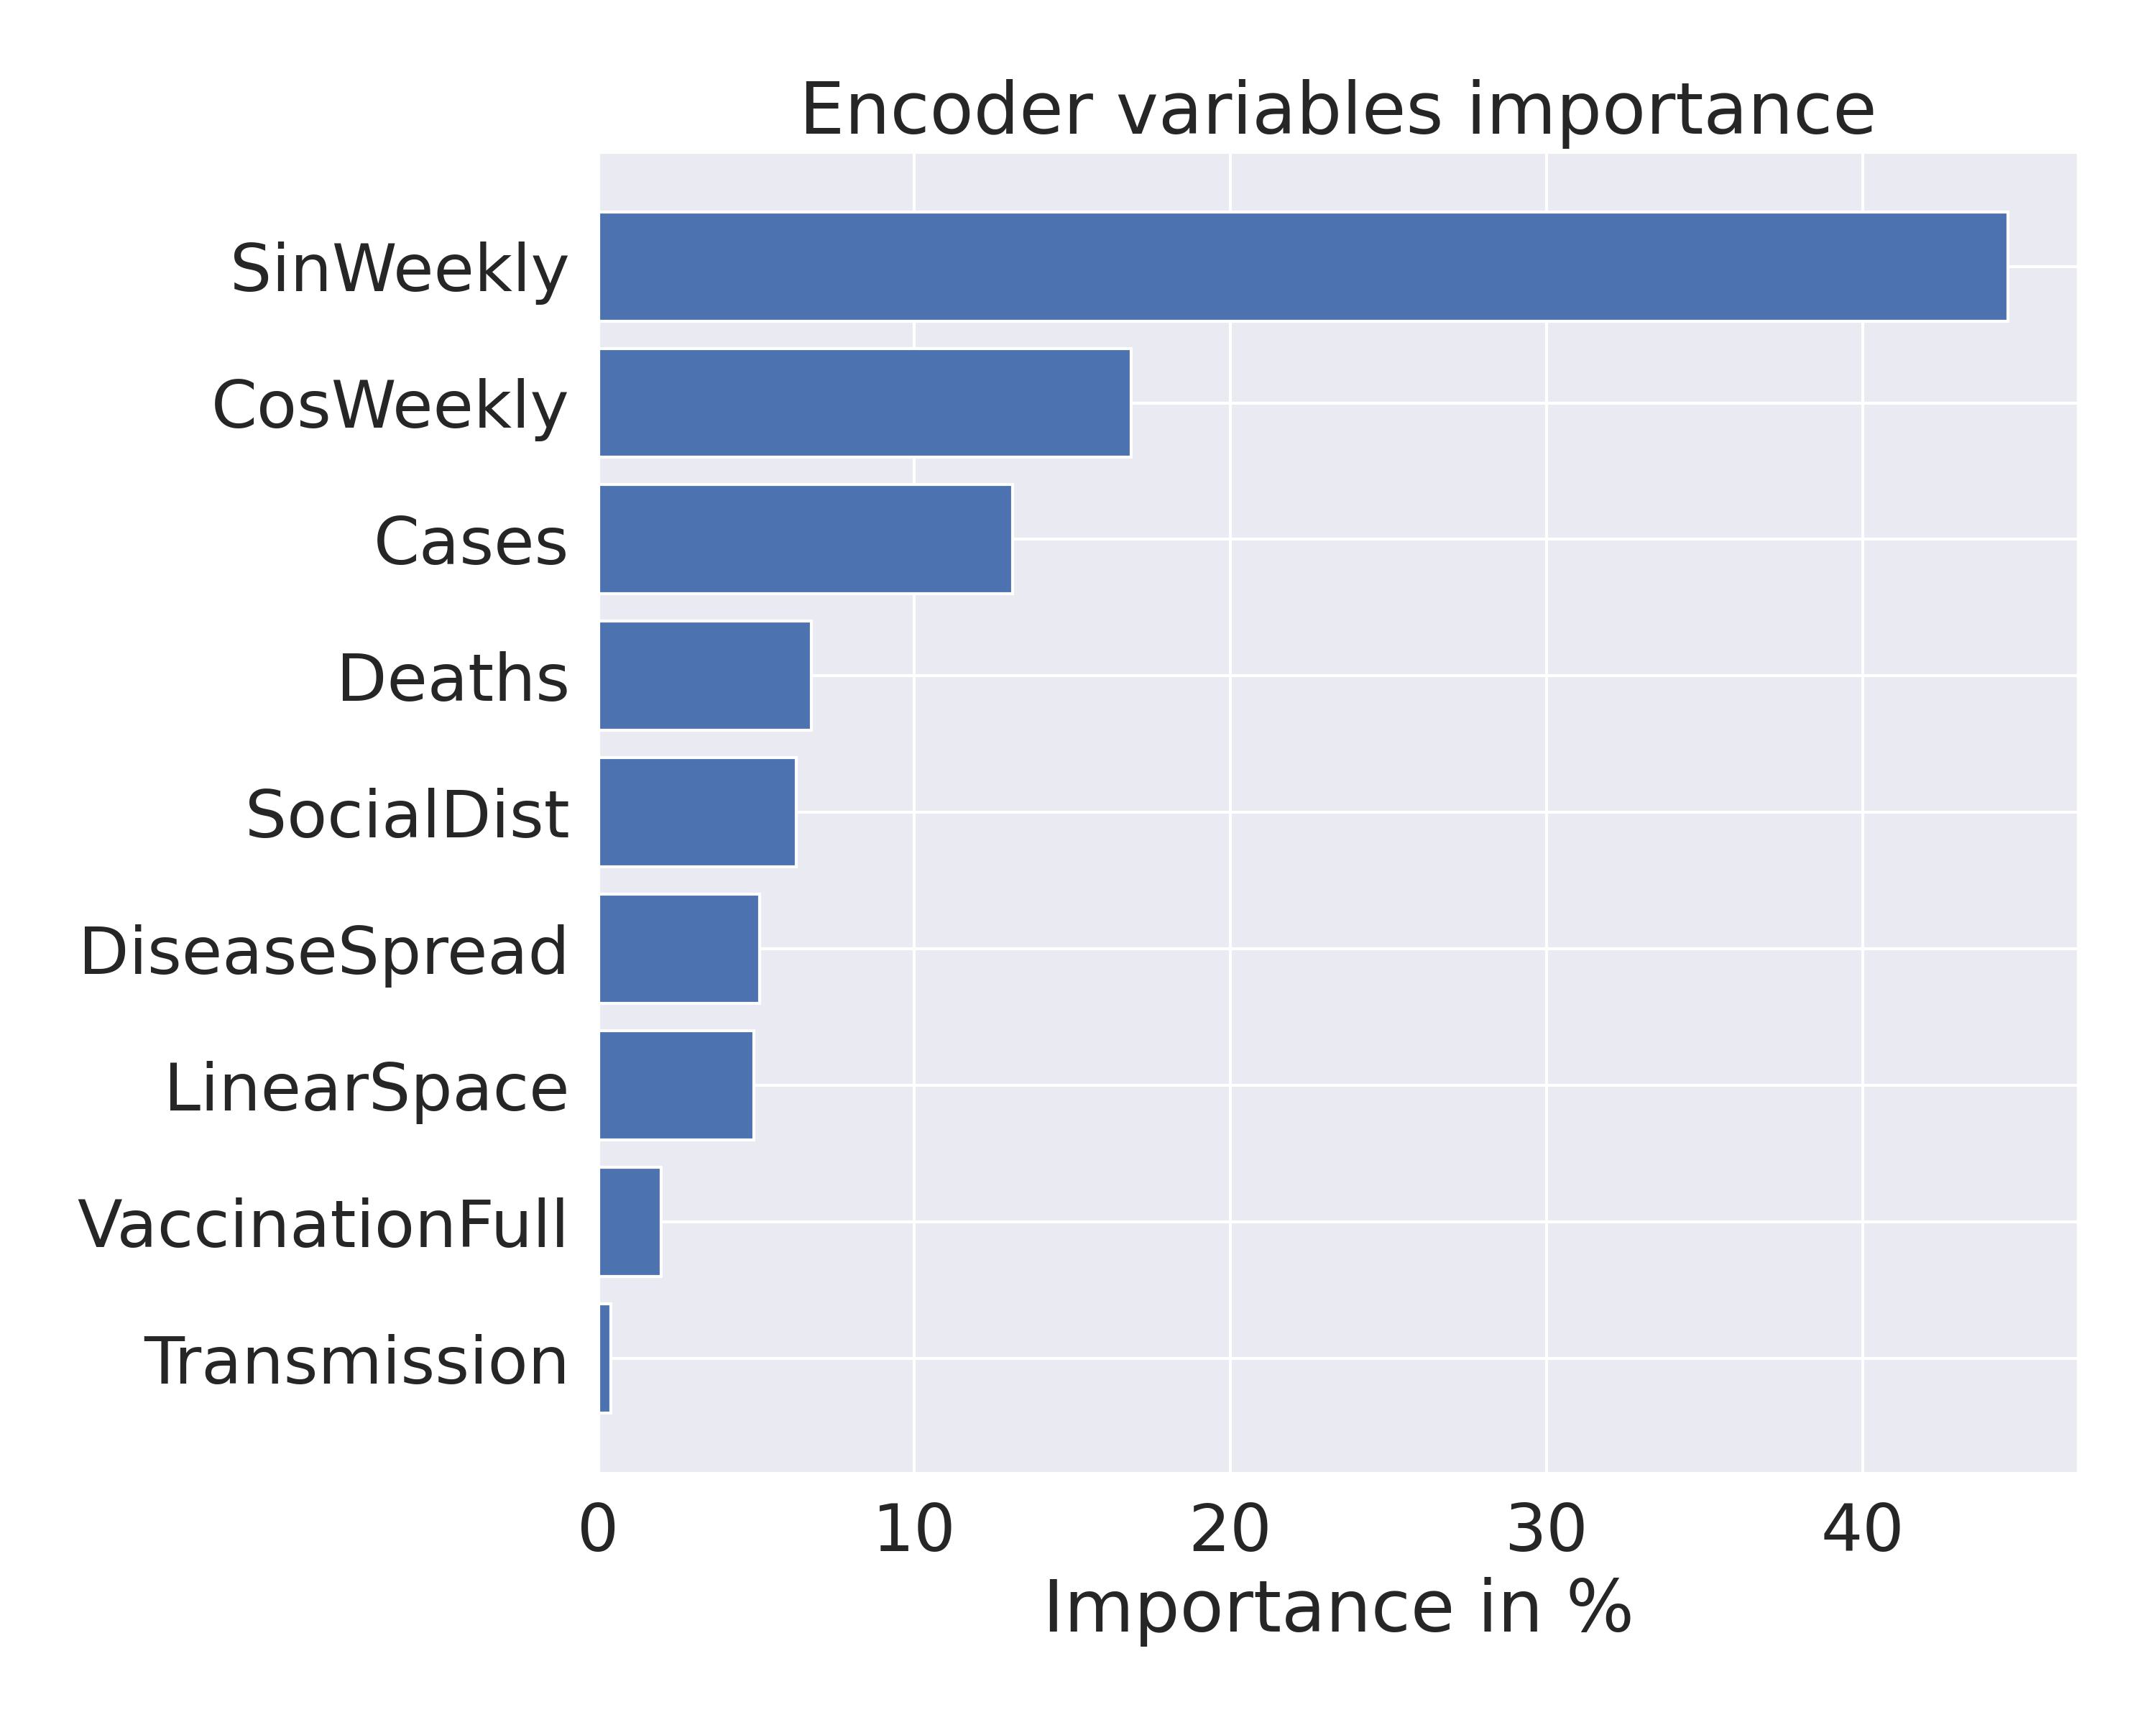 Encoder variables importance
SinWeekly
CosWeekly
Cases
Deaths
SocialDist
DiseaseSpread
LinearSpace
VaccinationFull
Transmission
0 10 20 30 40
Importance in %